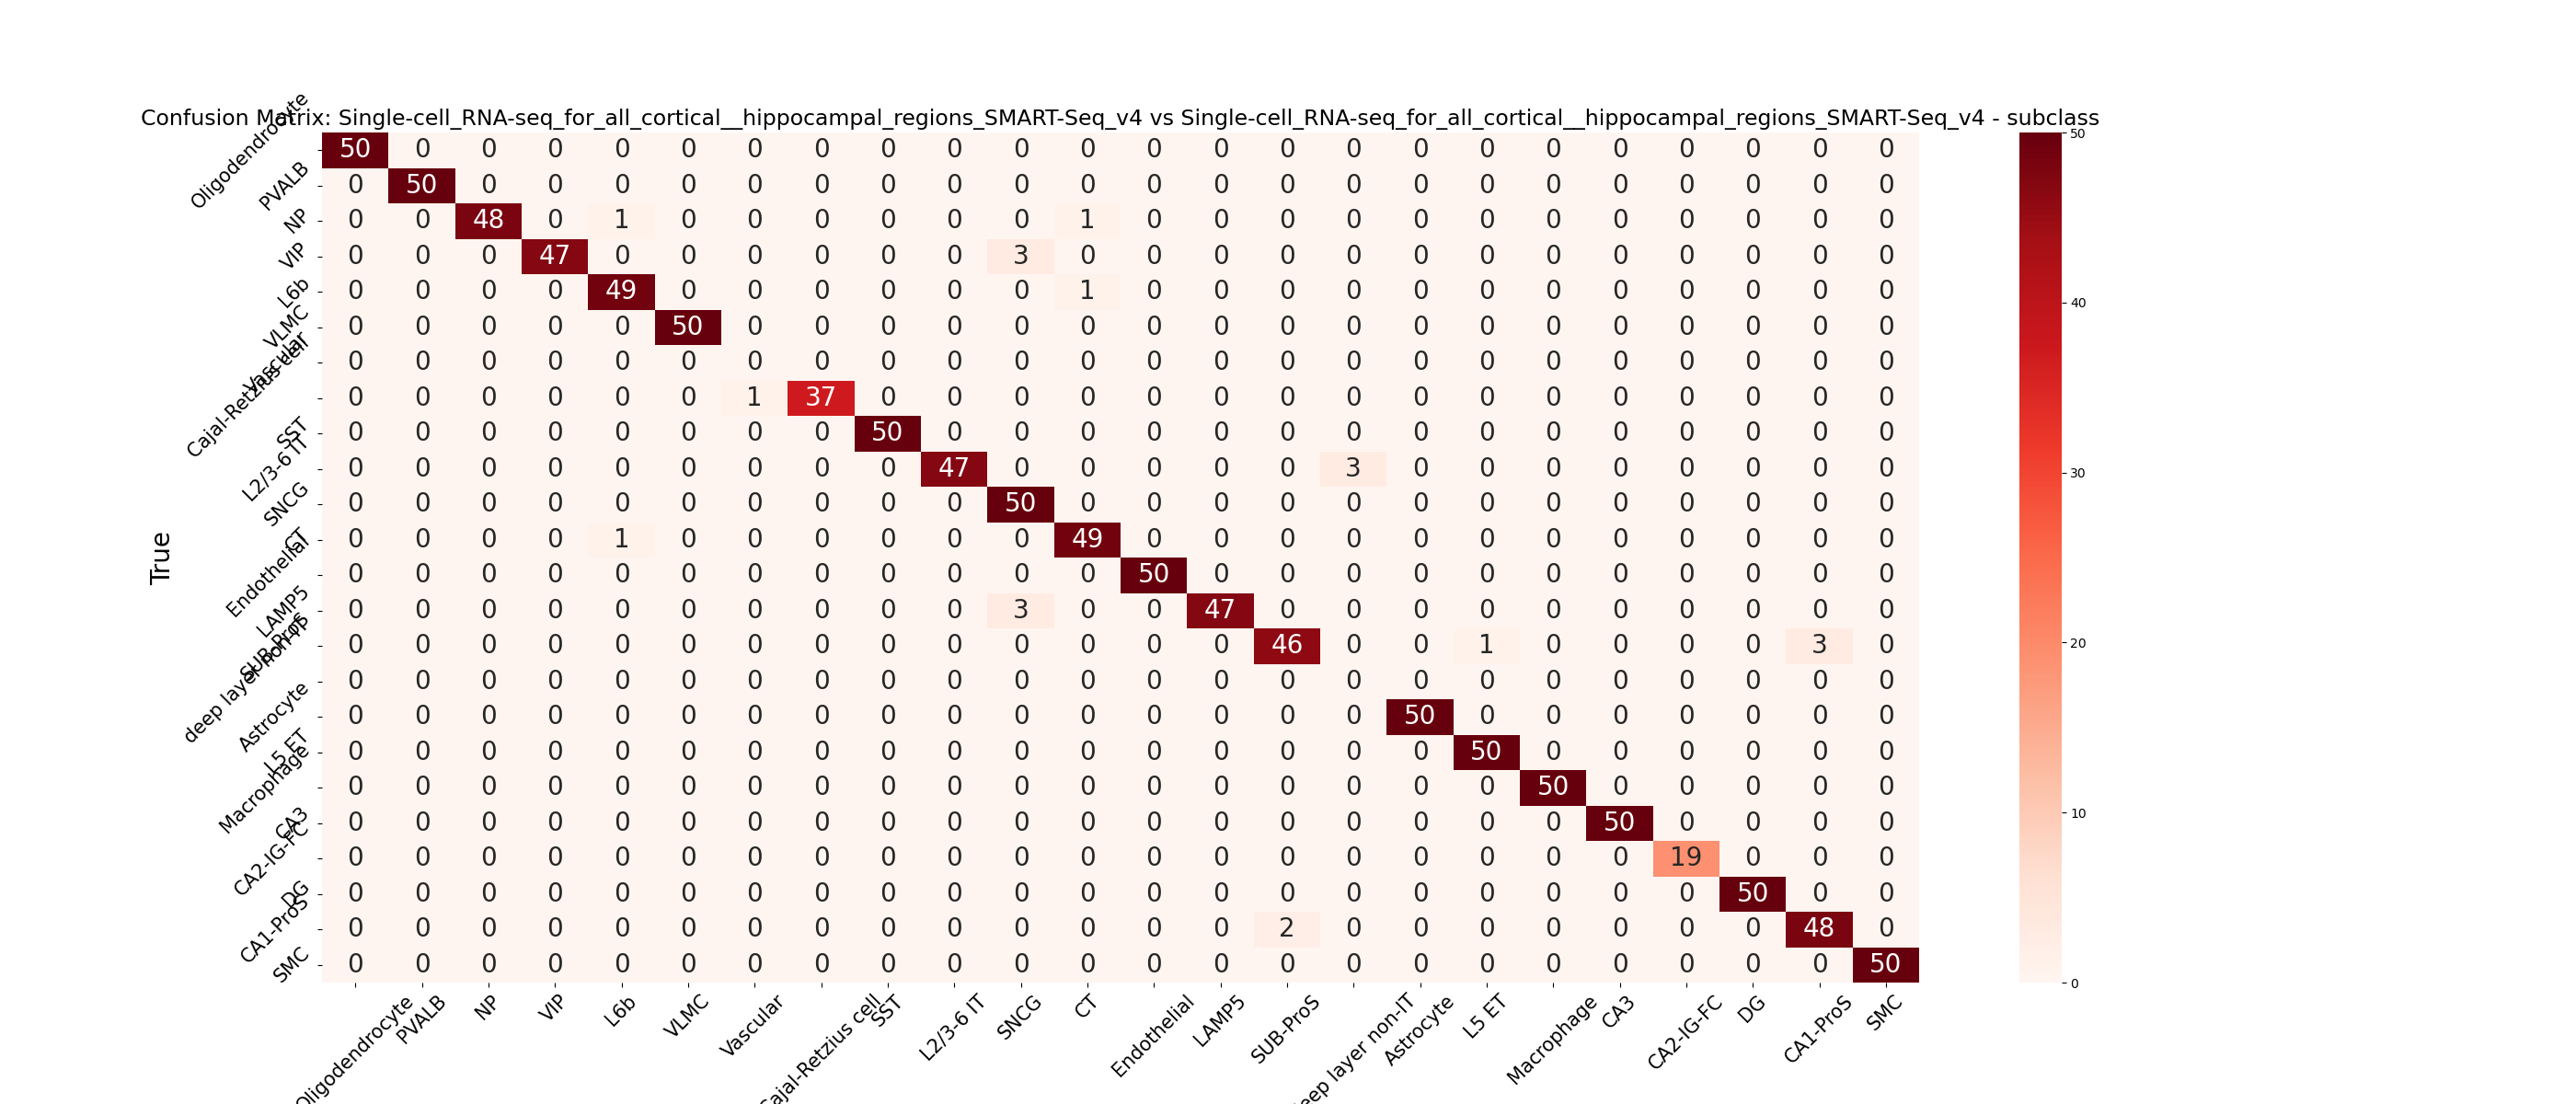 Confusion Matrix: Single-cell_RNA-seq_for_all_cortical__hippocampal_regions_SMART-Seq_v4 vs Single-cell_RNA-seq_for_all_cortical__hippocampal_regions_SMART-Seq_v4 - subclass
Oligodendrocyte 50 0 0 0 0 0 0 0 0 0 0 0 0 0 0 0 0 0 0 0 0 0 0 0
PVALB 0 50 0 0 0 0 0 0 0 0 0 0 0 0 0 0 0 0 0 0 0 0 0 0
NP 0 0 48 0 1 0 0 0 0 0 0 1 0 0 0 0 0 0 0 0 0 0 0 0
VIP 0 0 0 47 0 0 0 0 0 0 3 0 0 0 0 0 0 0 0 0 0 0 0 0
L6b 0 0 0 0 49 0 0 0 0 0 0 1 0 0 0 0 0 0 0 0 0 0 0 0
VLMC 0 0 0 0 0 50 0 0 0 0 0 0 0 0 0 0 0 0 0 0 0 0 0 0
Vascular 0 0 0 0 0 0 0 0 0 0 0 0 0 0 0 0 0 0 0 0 0 0 0 0
Cajal-Retzius cell 0 0 0 0 0 0 1 37 0 0 0 0 0 0 0 0 0 0 0 0 0 0 0 0
SST 0 0 0 0 0 0 0 0 50 0 0 0 0 0 0 0 0 0 0 0 0 0 0 0
L2/3-6 IT 0 0 0 0 0 0 0 0 0 47 0 0 0 0 0 3 0 0 0 0 0 0 0 0
SNCG 0 0 0 0 0 0 0 0 0 0 50 0 0 0 0 0 0 0 0 0 0 0 0 0
CT 0 0 0 0 1 0 0 0 0 0 0 49 0 0 0 0 0 0 0 0 0 0 0 0
Endothelial 0 0 0 0 0 0 0 0 0 0 0 0 50 0 0 0 0 0 0 0 0 0 0 0
LAMP5 0 0 0 0 0 0 0 0 0 0 3 0 0 47 0 0 0 0 0 0 0 0 0 0
SUB-ProS 0 0 0 0 0 0 0 0 0 0 0 0 0 0 46 0 0 1 0 0 0 0 3 0
deep layer non-IT 0 0 0 0 0 0 0 0 0 0 0 0 0 0 0 0 0 0 0 0 0 0 0 0
Astrocyte 0 0 0 0 0 0 0 0 0 0 0 0 0 0 0 0 50 0 0 0 0 0 0 0
L5 ET 0 0 0 0 0 0 0 0 0 0 0 0 0 0 0 0 0 50 0 0 0 0 0 0
Macrophage 0 0 0 0 0 0 0 0 0 0 0 0 0 0 0 0 0 0 50 0 0 0 0 0
CA3 0 0 0 0 0 0 0 0 0 0 0 0 0 0 0 0 0 0 0 50 0 0 0 0
CA2-IG-FC 0 0 0 0 0 0 0 0 0 0 0 0 0 0 0 0 0 0 0 0 19 0 0 0
DG 0 0 0 0 0 0 0 0 0 0 0 0 0 0 0 0 0 0 0 0 0 50 0 0
CA1-ProS 0 0 0 0 0 0 0 0 0 0 0 0 0 0 2 0 0 0 0 0 0 0 48 0
SMC 0 0 0 0 0 0 0 0 0 0 0 0 0 0 0 0 0 0 0 0 0 0 0 50
True
Oligodendrocyte PVALB NP VIP L6b VLMC Vascular Cajal-Retzius cell SST L2/3-6 IT SNCG CT Endothelial LAMP5 SUB-ProS deep layer non-IT Astrocyte L5 ET Macrophage CA3 CA2-IG-FC DG CA1-ProS SMC
50
40
30
20
10
0